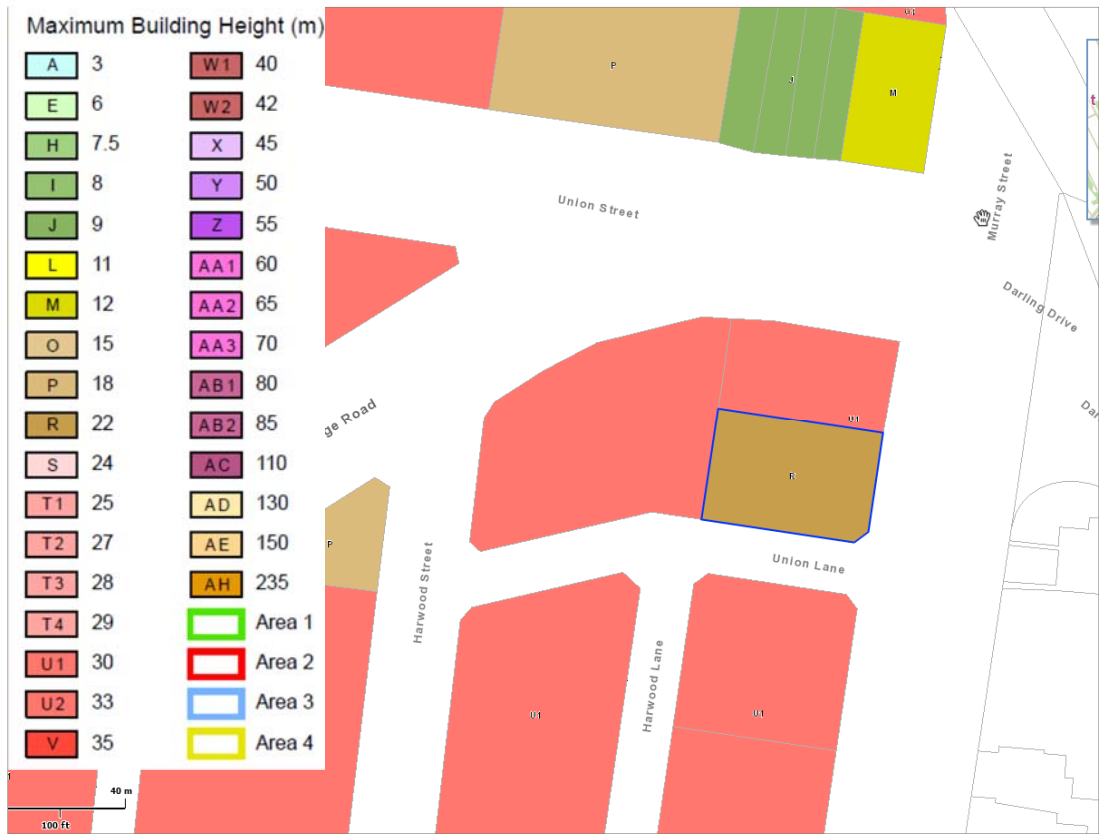 Maximum Building Height (m)
A 3
E 6
H 7.5
I 8
J 9
L 11
M 12
O 15
P 18
R 22
S 24
T1 25
T2 27
T3 28
T4 29
U1 30
U2 33
V 35
W1 40
W2 42
X 45
Y 50
Z 55
AA1 60
AA2 65
AA3 70
AB1 80
AB2 85
AC 110
AD 130
AE 150
AH 235
Area 1
Area 2
Area 3
Area 4
U1
P
J
M
t
Union Street
Murray Street
Darling Drive
Da
ge Road
U1
R
P
Union Lane
Harwood Street
Harwood Lane
U1
U1
1
40 m
100 ft